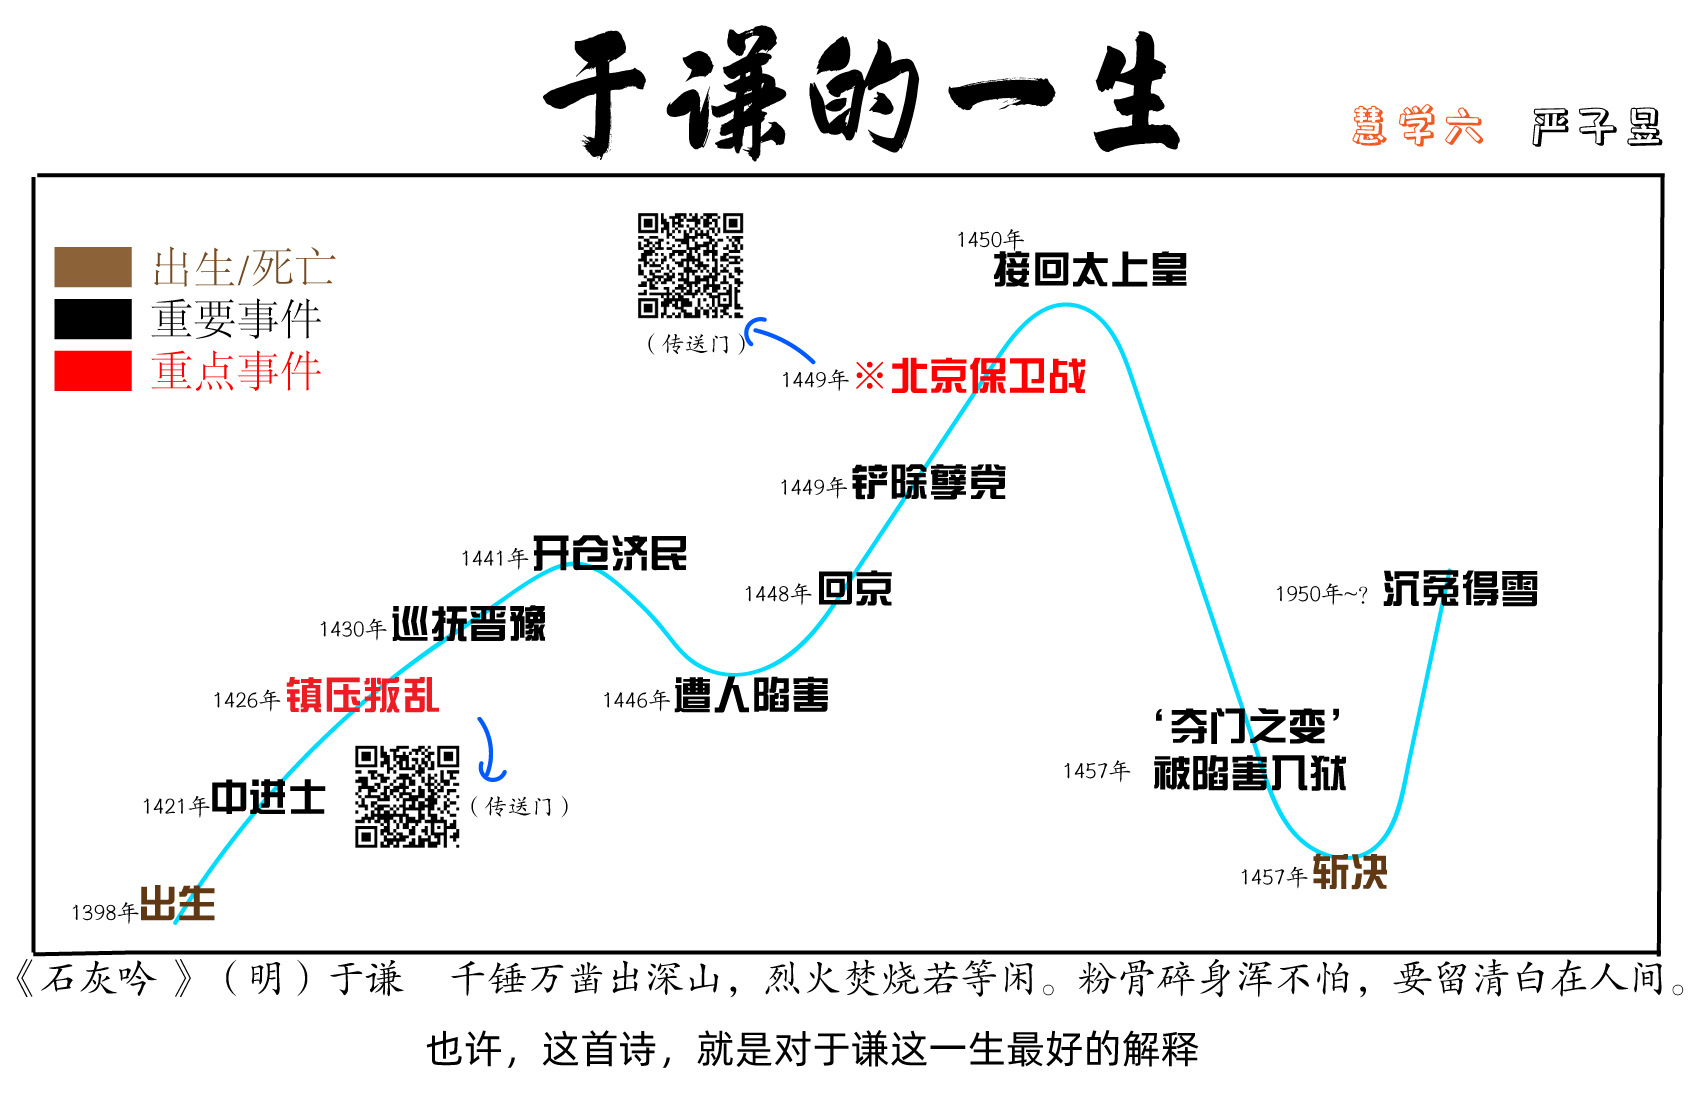 于谦的一生
慧学六 严子昱
出生/死亡
重要事件
重点事件
1450年
接回太上皇
(传送门)
1449年 ※北京保卫战
1449年 铲除孽党
1441年 开仓济民
1448年 回京
1950年~? 沉冤得雪
1430年 巡抚晋豫
1426年 镇压叛乱
1446年 遭人陷害
‘夺门之变’
1457年 被陷害入狱
1421年 中进士
(传送门)
1457年 斩决
1398年 出生
《石灰吟 》(明)于谦 千锤万凿出深山，烈火焚烧若等闲。粉骨碎身浑不怕，要留清白在人间。
也许，这首诗，就是对于谦这一生最好的解释